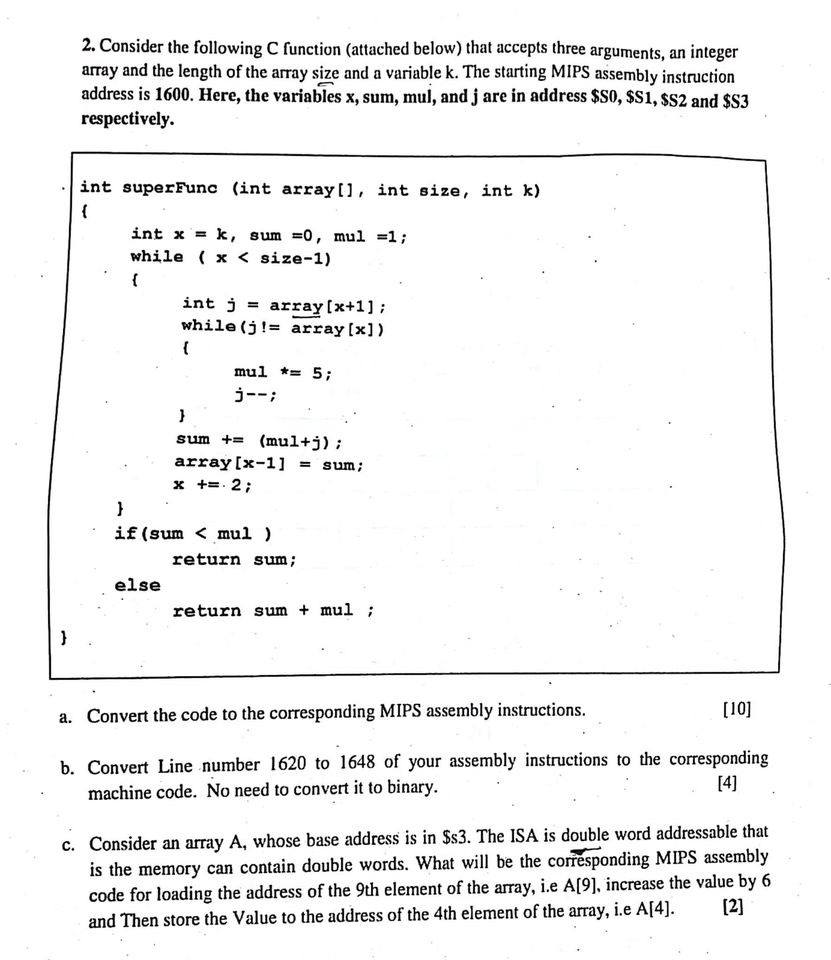 2. Consider the following C function (attached below) that accepts three arguments, an integer
array and the length of the array size and a variable k. The starting MIPS assembly instruction
address is 1600. Here, the variables x, sum, mul, and j are in address $S0, $S1, $S2 and $S3
respectively.
int superFunc (int array[], int size, int k)
{
int x = k, sum =0, mul =1;
while ( x < size-1)
{
int j = array[x+1];
while(j!= array[x])
{
mul *= 5;
j--;
}
sum += (mul+j);
array[x-1] = sum;
x += 2;
}
if(sum < mul )
return sum;
else
return sum + mul ;
}
a. Convert the code to the corresponding MIPS assembly instructions. [10]
b. Convert Line number 1620 to 1648 of your assembly instructions to the corresponding
machine code. No need to convert it to binary. [4]
c. Consider an array A, whose base address is in $s3. The ISA is double word addressable that
is the memory can contain double words. What will be the corresponding MIPS assembly
code for loading the address of the 9th element of the array, i.e A[9], increase the value by 6
and Then store the Value to the address of the 4th element of the array, i.e A[4]. [2]